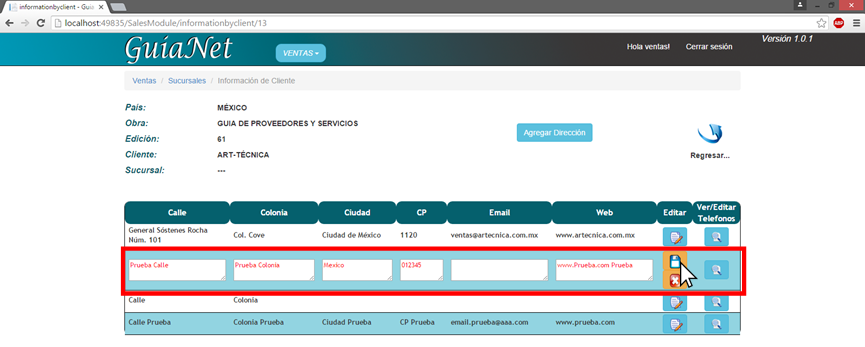 informationbyclient
localhost:49835/SalesModule/informationbyclient/13
GuíaNet
VENTAS
Hola ventas!
Cerrar sesión
Versión 1.0.1
Ventas / Sucursales / Información de Cliente
País: MÉXICO
Obra: GUIA DE PROVEEDORES Y SERVICIOS
Edición: 61
Cliente: ART-TÉCNICA
Sucursal: ---
Agregar Dirección
Regresar...
Calle Colonia Ciudad CP Email Web Editar Ver/Editar Telefonos
General Sóstenes Rocha Núm. 101 Col. Cove Ciudad de México 1120 ventas@artecnica.com.mx www.artecnica.com.mx
Prueba Calle Prueba Colonia Mexico 012345 www.Prueba.com Prueba
Calle Colonia
Calle Prueba Colonia Prueba Ciudad Prueba CP Prueba email.prueba@aaa.com www.prueba.com